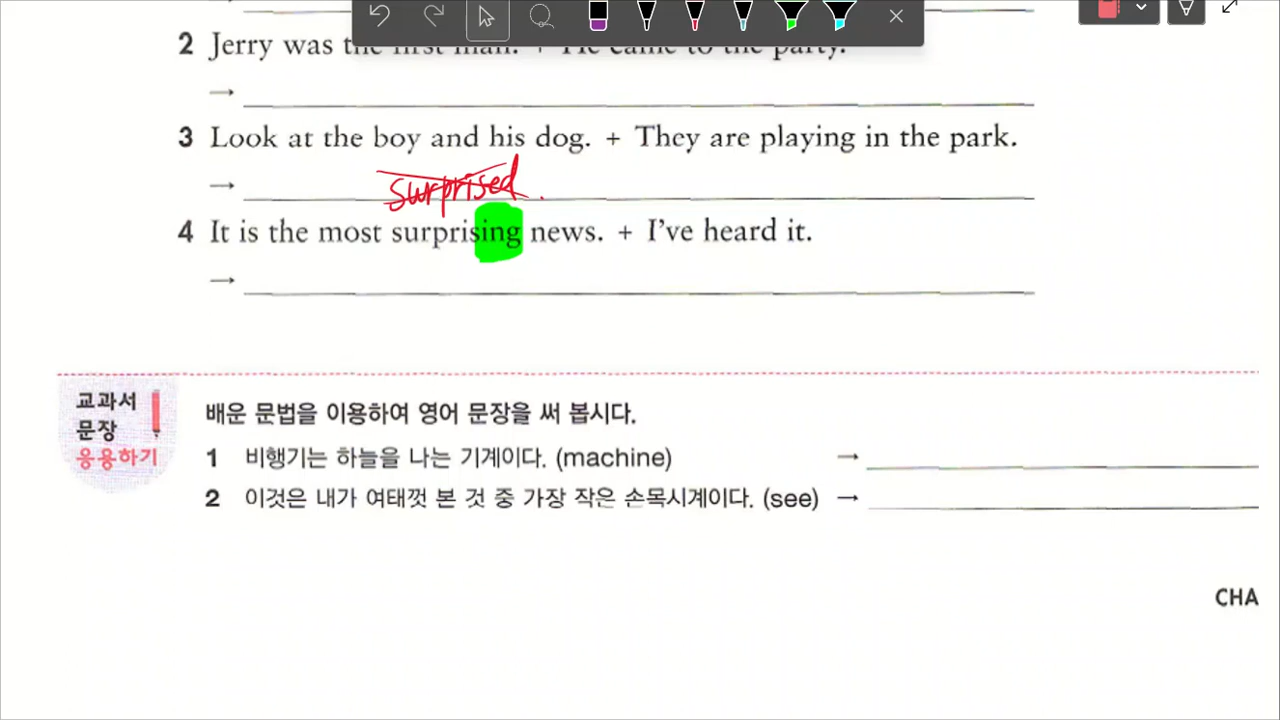 2 Jerry was the first man. + He came to the party.
→
3 Look at the boy and his dog. + They are playing in the park.
→ surprised.
4 It is the most surprising news. + I've heard it.
→
교과서
문장
응용하기
배운 문법을 이용하여 영어 문장을 써 봅시다.
1 비행기는 하늘을 나는 기계이다. (machine) →
2 이것은 내가 여태껏 본 것 중 가장 작은 손목시계이다. (see) →
CHA